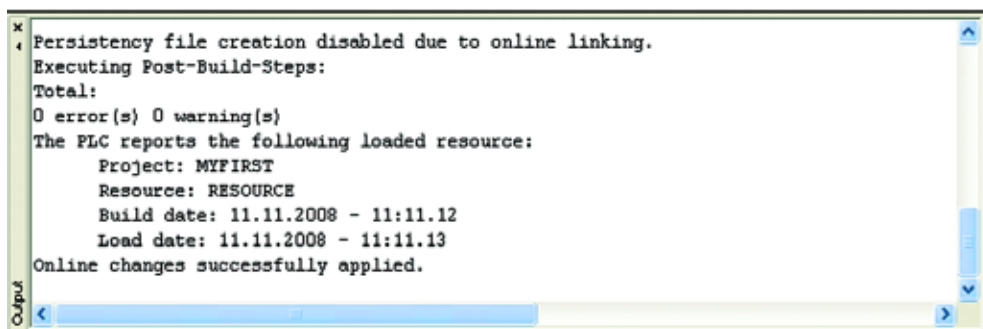 Persistency file creation disabled due to online linking.
Executing Post-Build-Steps:
Total:
0 error(s) 0 warning(s)
The PLC reports the following loaded resource:
Project: MYFIRST
Resource: RESOURCE
Build date: 11.11.2008 - 11:11.12
Load date: 11.11.2008 - 11:11.13
Online changes successfully applied.
Output